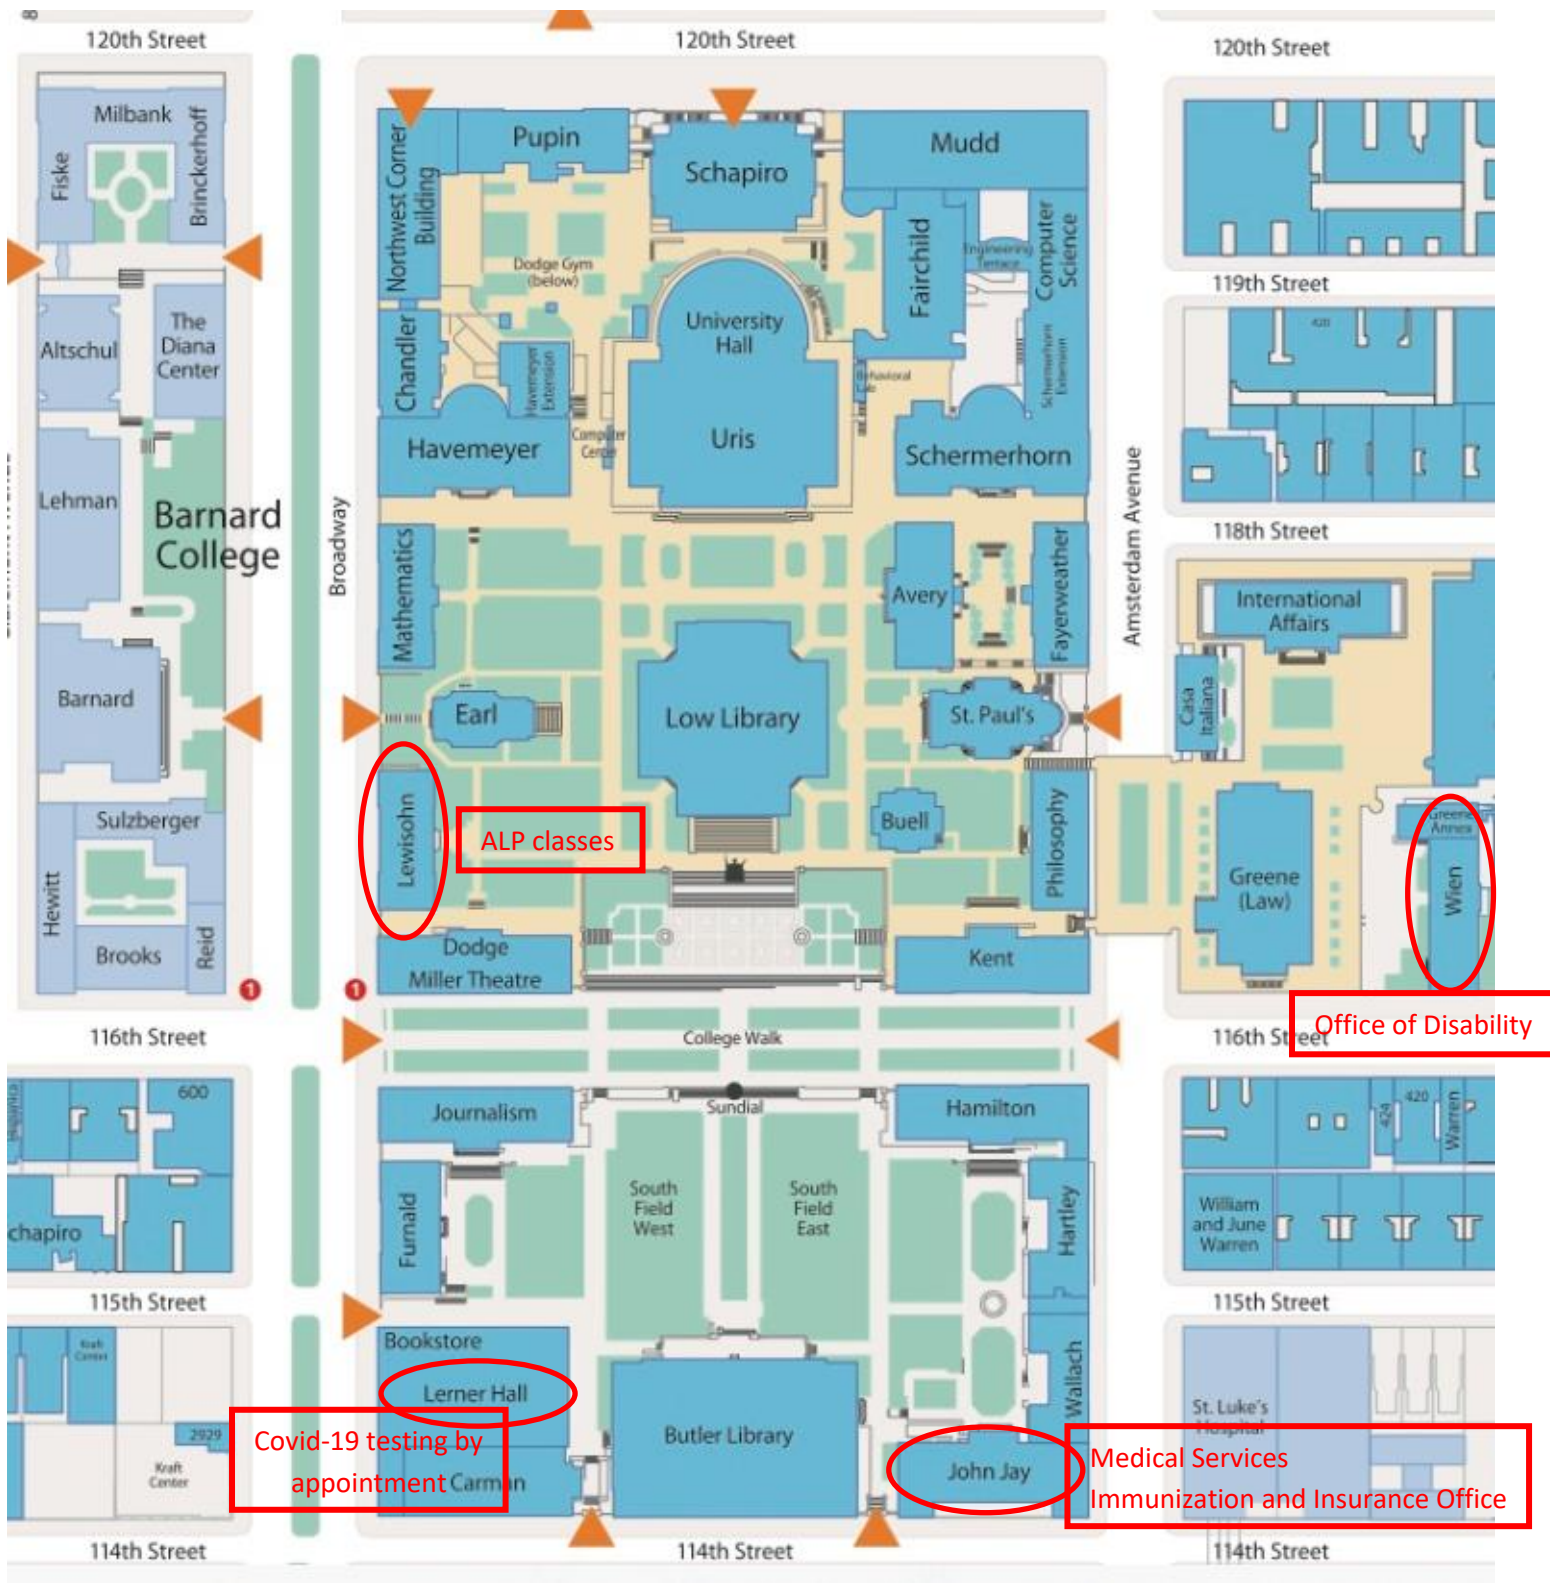 120th Street
120th Street
120th Street
Milbank
Fiske
Brinckerhoff
Northwest Corner
Building
Pupin
Schapiro
Mudd
Dodge Gym
(below)
Fairchild
Engineering
Terrace
Computer
Science
119th Street
Altschul
The
Diana
Center
Chandler
Havemeyer
Extension
University
Hall
Behavioral
Lab
Schermerhorn
Extension
420
Havemeyer
Computer
Center
Uris
Schermerhorn
Lehman
Barnard
College
Broadway
Amsterdam Avenue
118th Street
Mathematics
Avery
Fayerweather
International
Affairs
Barnard
Earl
Low Library
St. Paul's
Casa
Italiana
Sulzberger
Hewitt
Brooks
Reid
Lewisohn
ALP classes
Buell
Philosophy
Greene
(Law)
Greene
Annex
Wien
Dodge
Miller Theatre
Kent
1
1
Office of Disability
116th Street
College Walk
116th Street
600
Journalism
Sundial
Hamilton
424
420
Warren
Furnald
South
Field
West
South
Field
East
Hartley
William
and June
Warren
chapiro
115th Street
115th Street
Kraft
Center
Bookstore
Lerner Hall
Wallach
St. Luke's
Hospital
2929
Kraft
Center
Covid-19 testing by
appointment
Carman
Butler Library
John Jay
Medical Services
Immunization and Insurance Office
114th Street
114th Street
114th Street